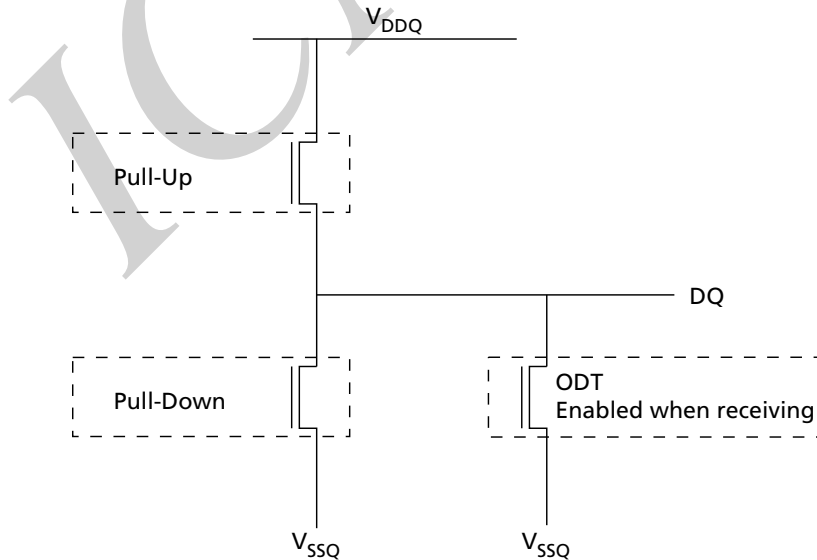 VDDQ
Pull-Up
DQ
Pull-Down
ODT
Enabled when receiving
VSSQ
VSSQ